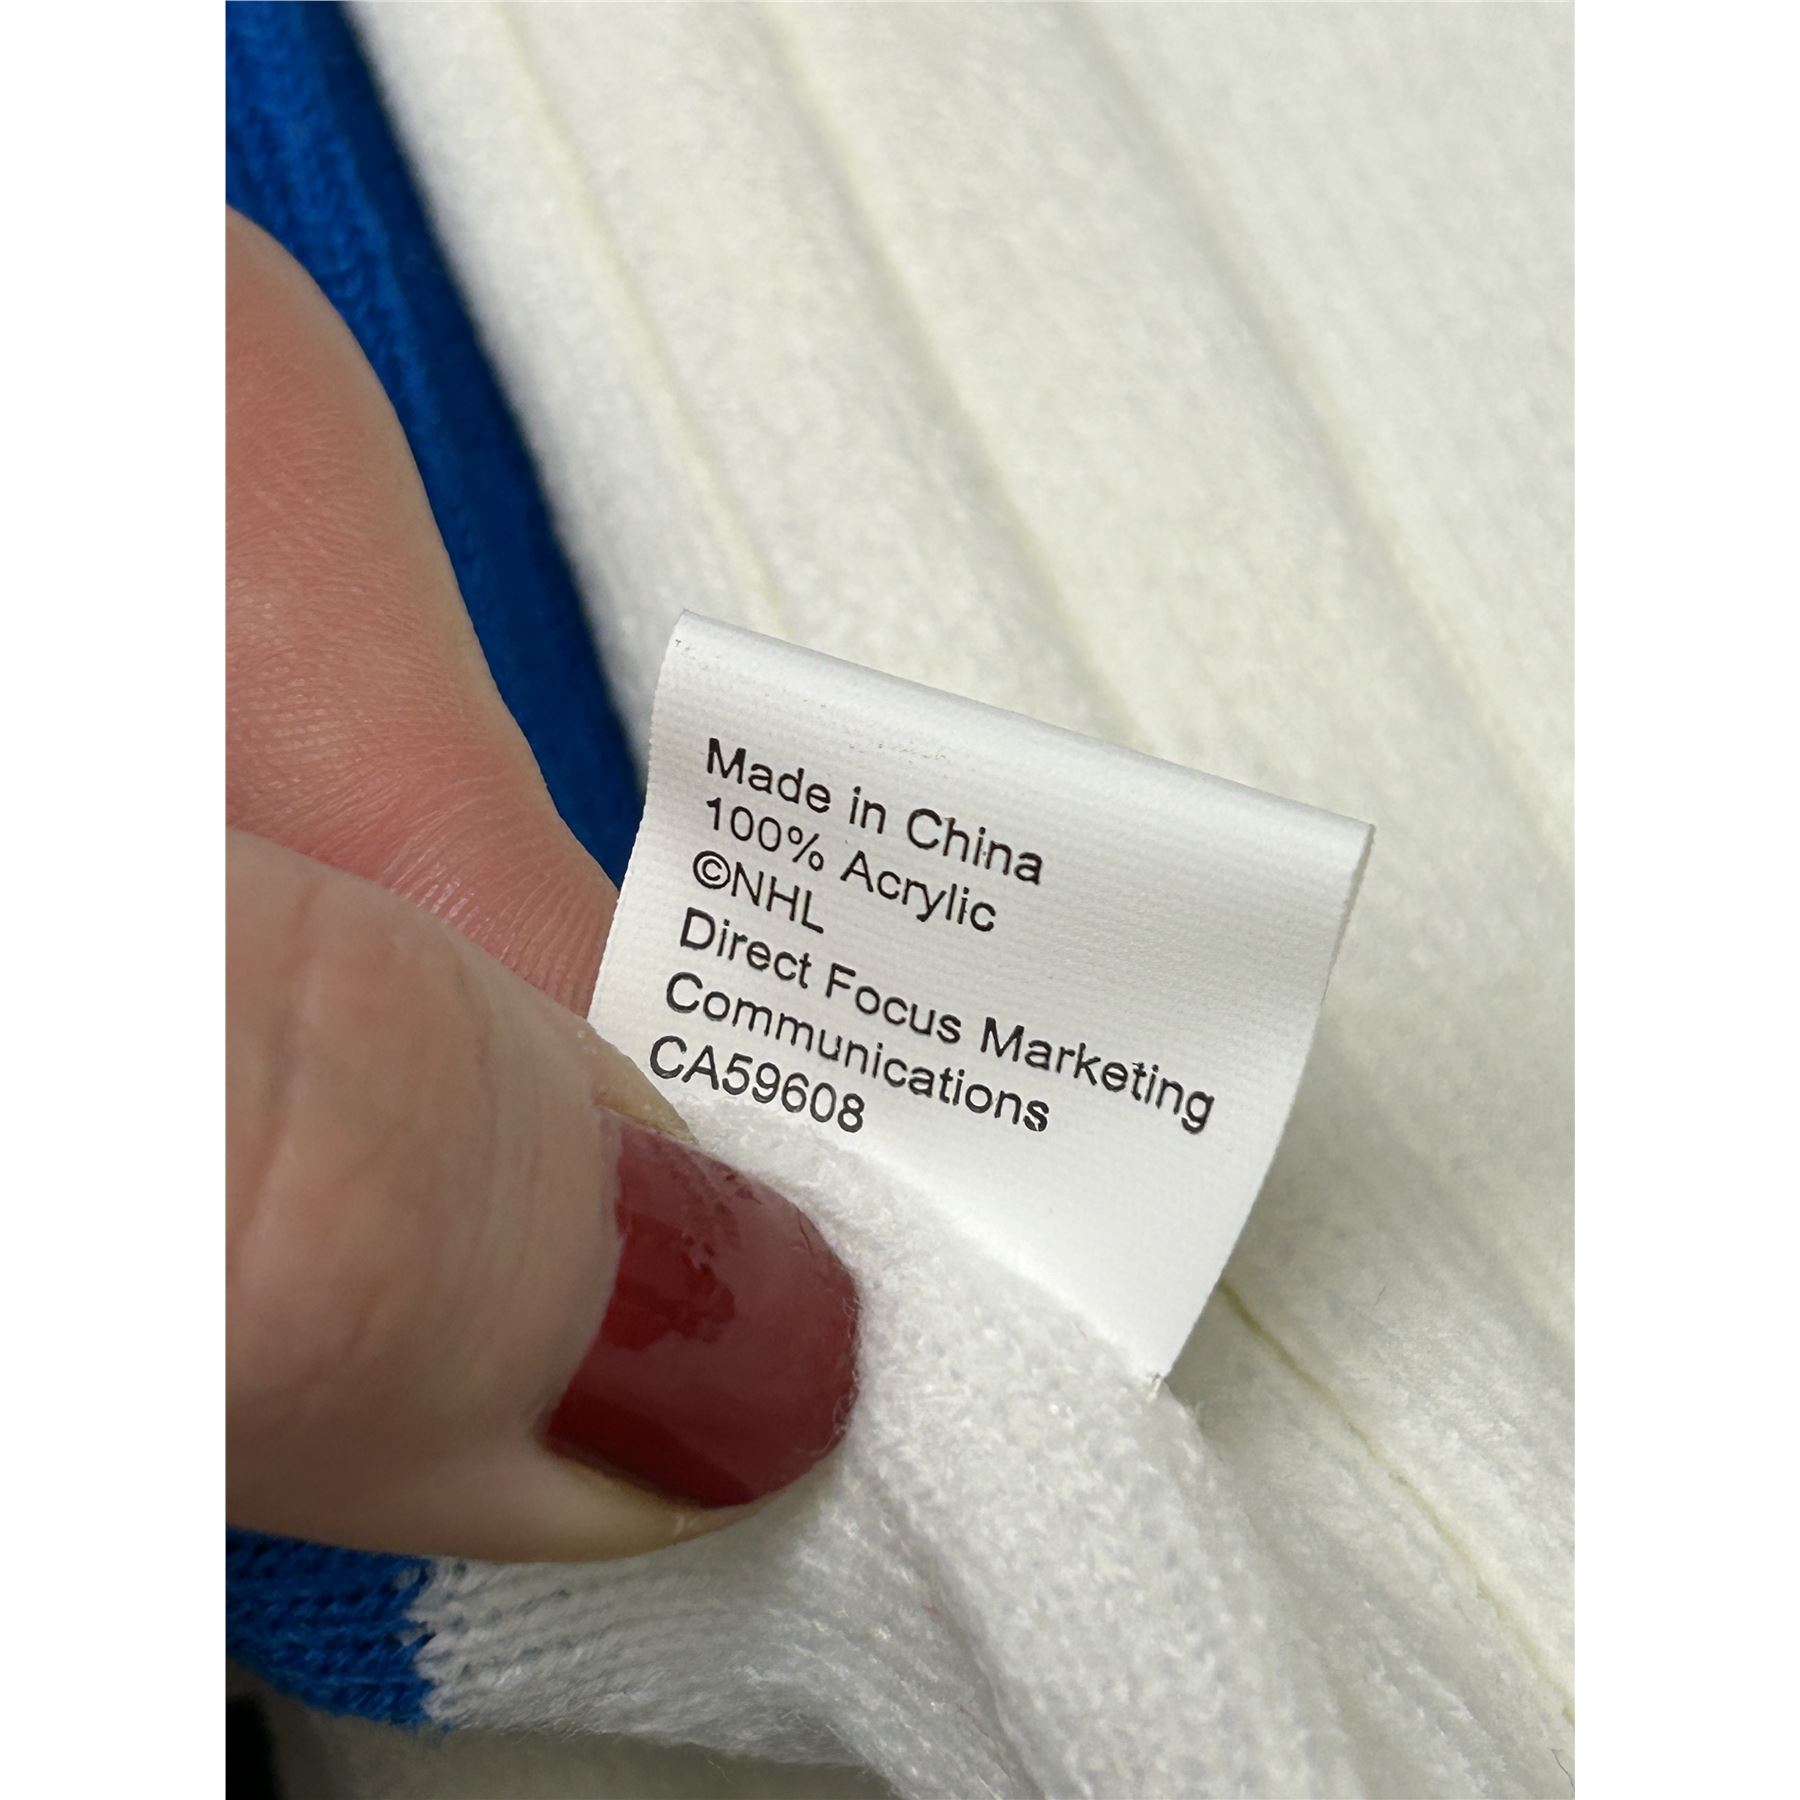 Made in China
100% Acrylic
©NHL
Direct Focus Marketing
Communications
CA59608